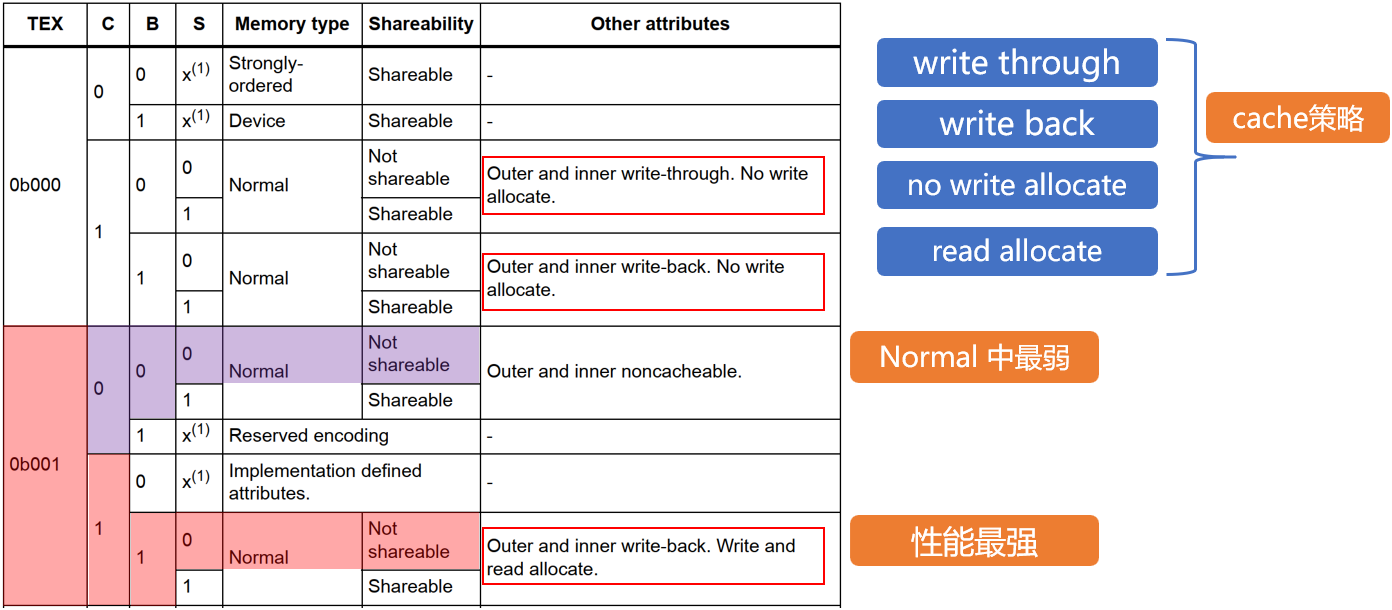 TEX C B S Memory type Shareability Other attributes
0b000
0
0 x(1) Strongly-
ordered Shareable -
1 x(1) Device Shareable -
1
0
0
Normal
Not
shareable
Outer and inner write-through. No write
allocate.
1 Shareable
1
0
Normal
Not
shareable
Outer and inner write-back. No write
allocate.
1 Shareable
0b001
0
0
0
Normal
Not
shareable
Outer and inner noncacheable.
1 Shareable
1 x(1) Reserved encoding -
1
0 x(1) Implementation defined
attributes. -
1
0
Normal
Not
shareable
Outer and inner write-back. Write and
read allocate.
1 Shareable
write through
write back
no write allocate
read allocate
cache策略
Normal 中最弱
性能最强